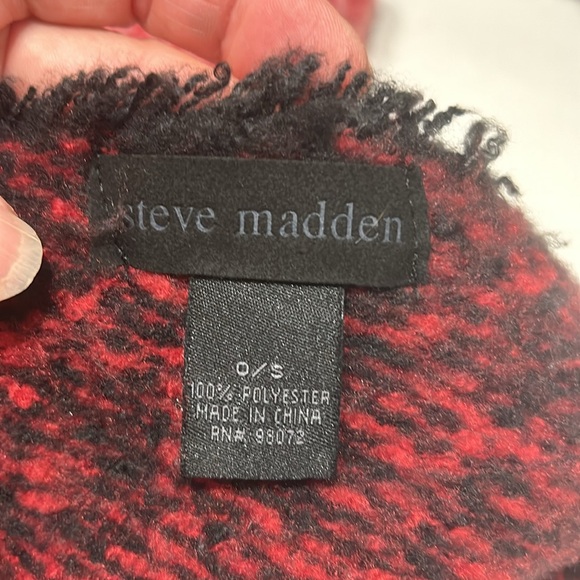 steve madden
O/S
100% POLYESTER
MADE IN CHINA
RN# 98072